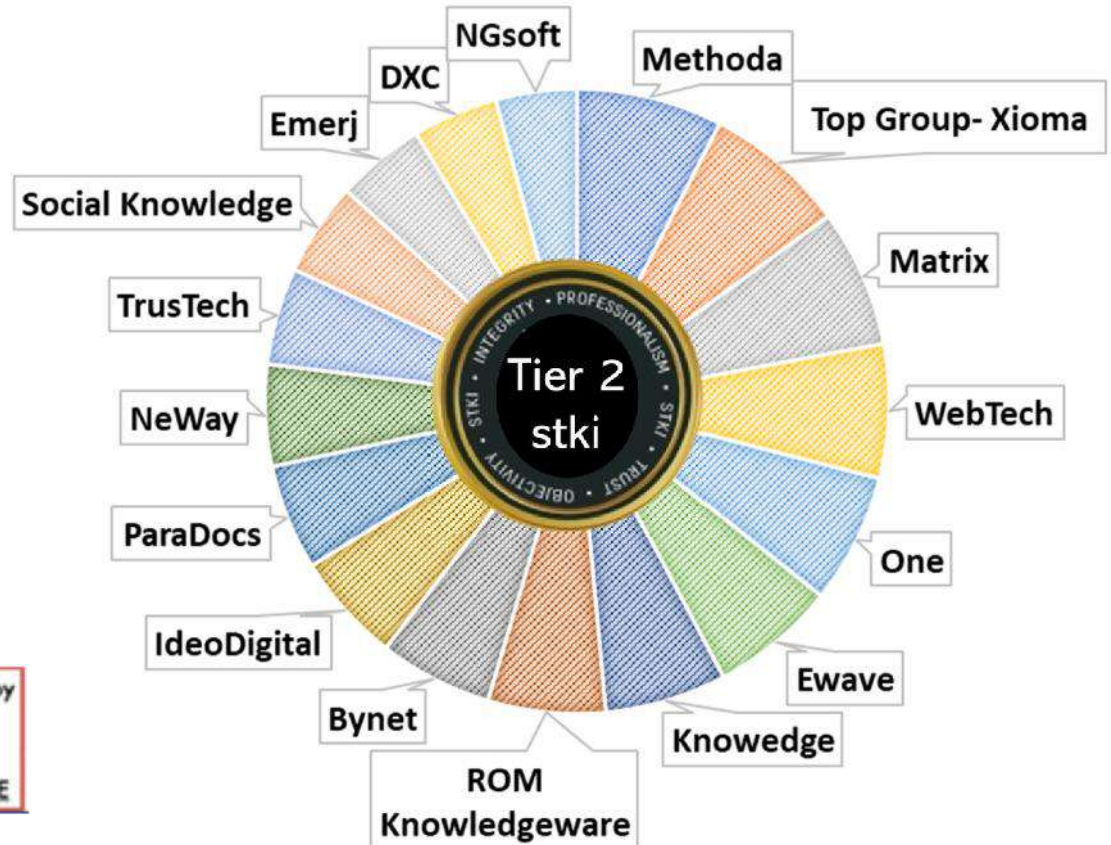 NGsoft
Methoda
Top Group- Xioma
Matrix
WebTech
One
Ewave
Knowedge
ROM
Knowledgeware
Bynet
IdeoDigital
ParaDocs
NeWay
TrusTech
Social Knowledge
Emerj
DXC
Tier 2
stki
INTEGRITY • PROFESSIONALISM • STKI • TRUST • OBJECTIVITY • STKI •
by
E